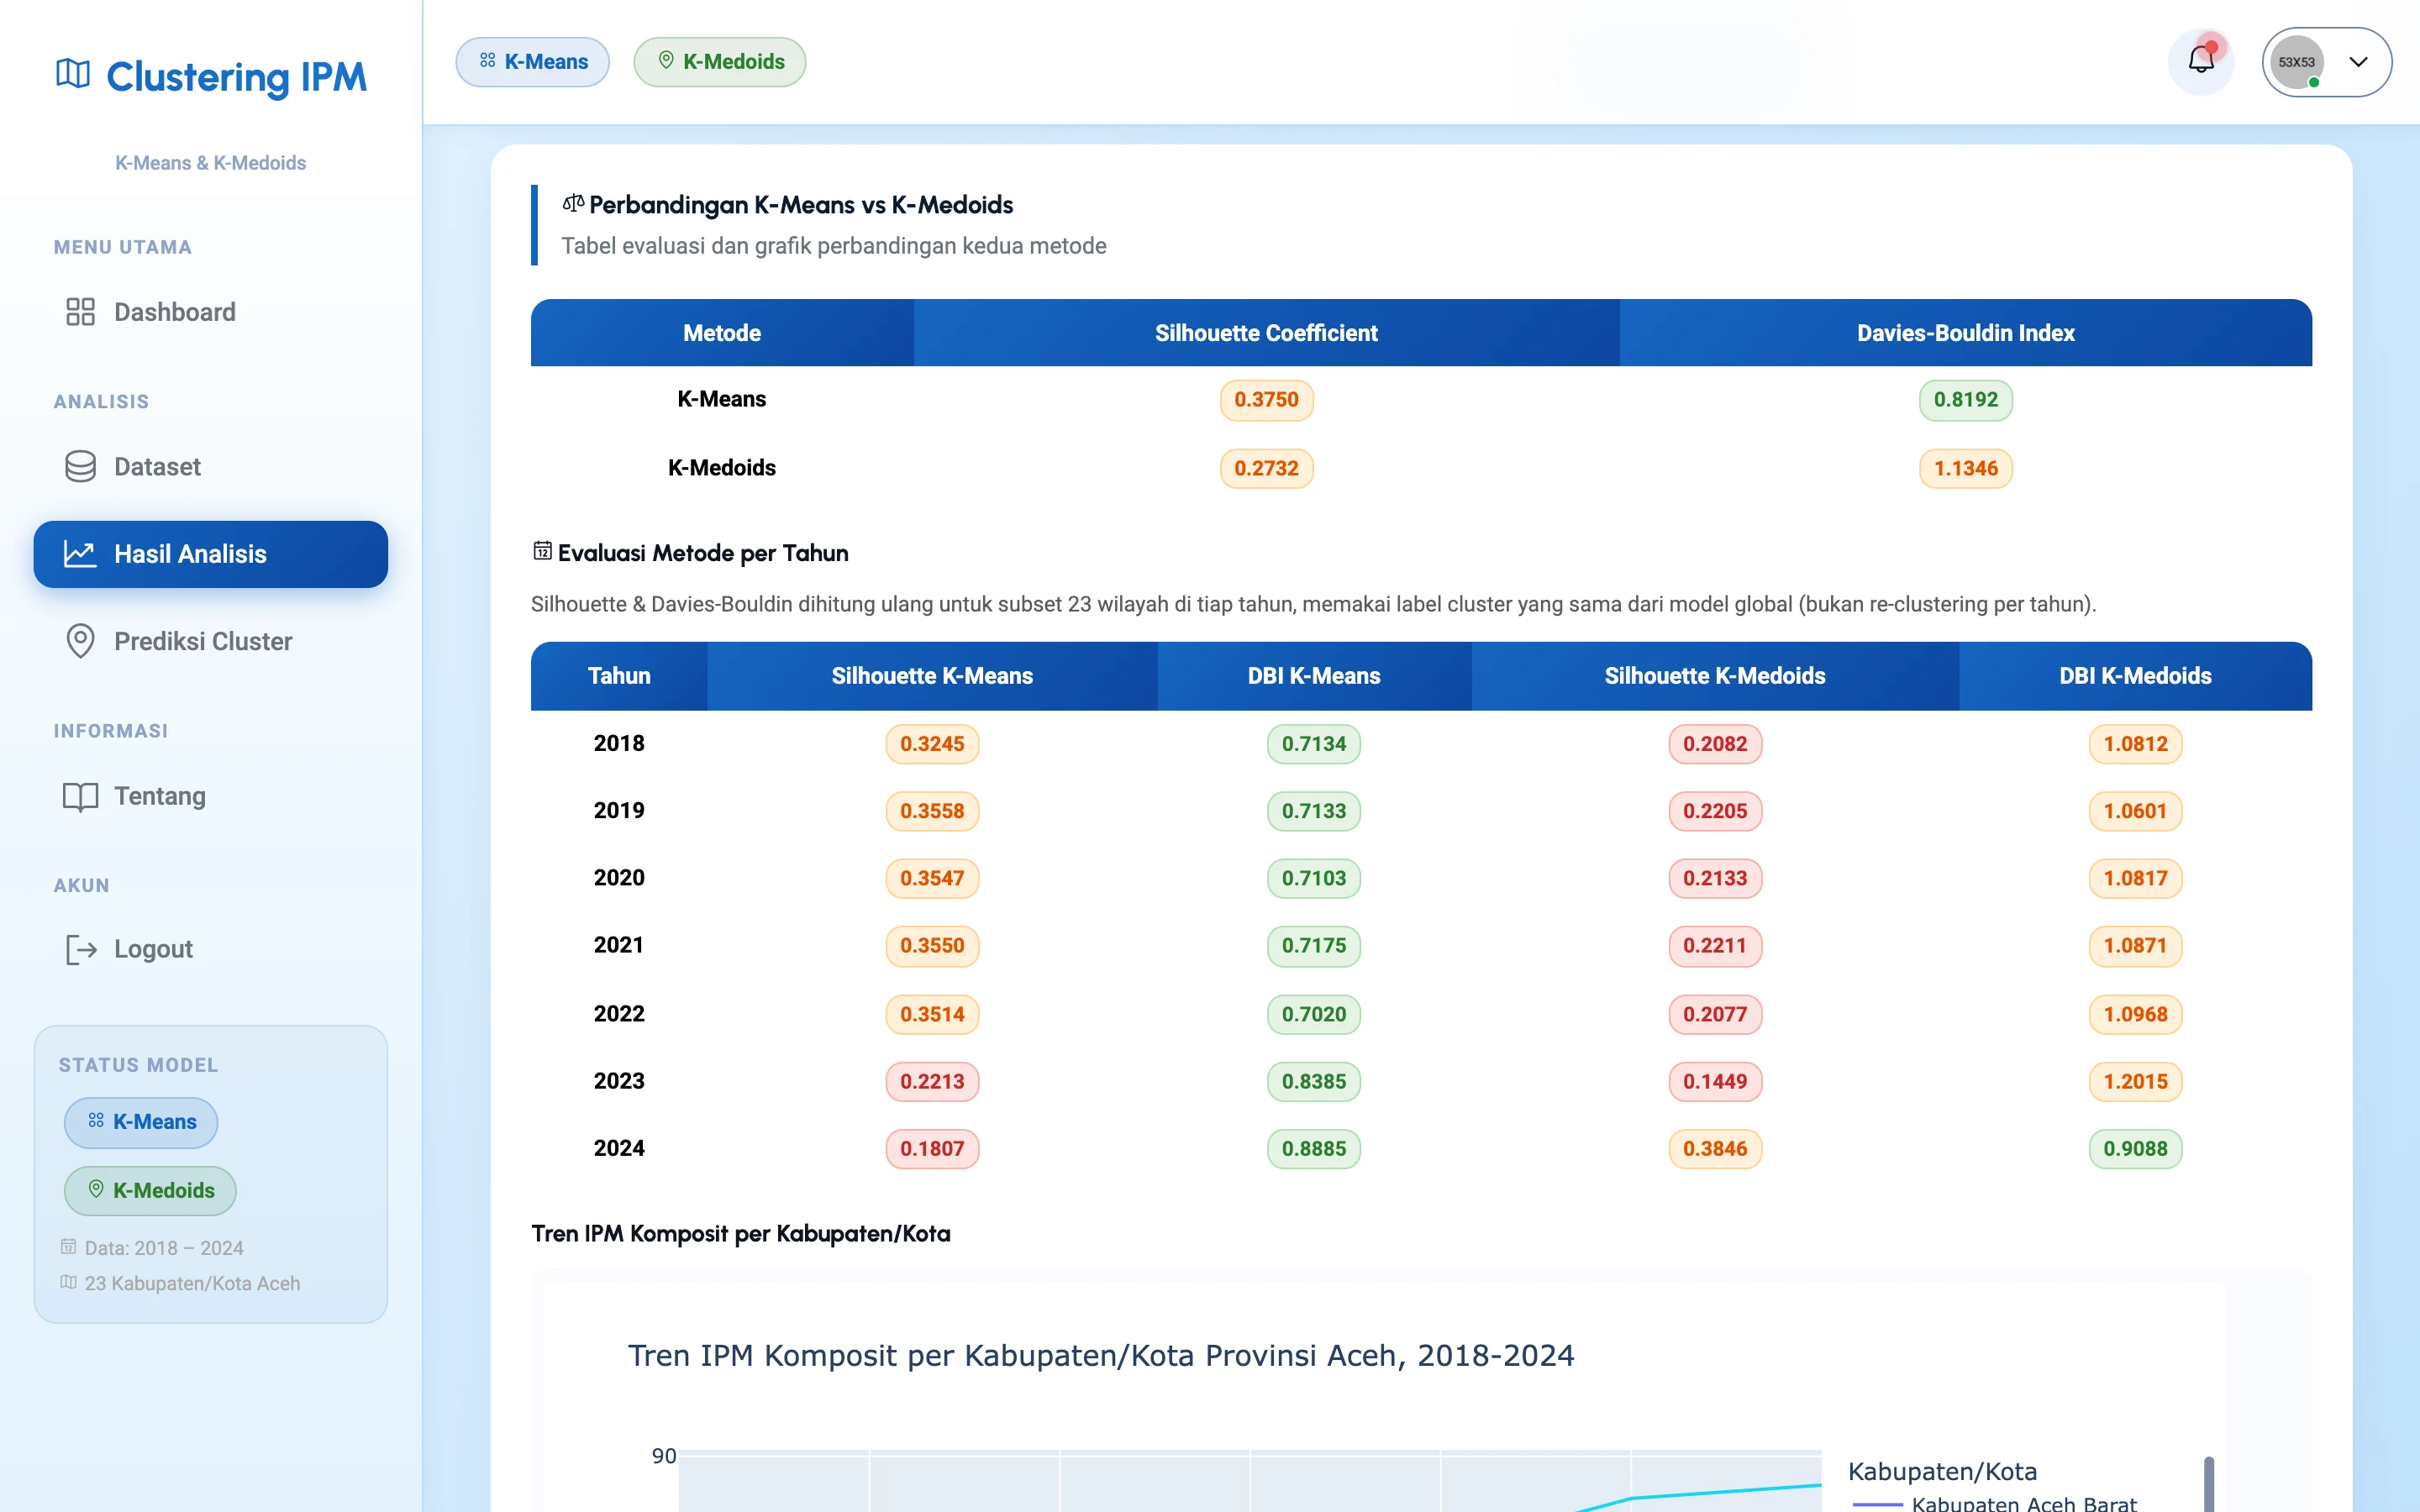 Clustering IPM
K-Means & K-Medoids
MENU UTAMA
Dashboard
ANALISIS
Dataset
Hasil Analisis
Prediksi Cluster
INFORMASI
Tentang
AKUN
Logout
STATUS MODEL
K-Means
K-Medoids
Data: 2018 – 2024
23 Kabupaten/Kota Aceh
K-Means K-Medoids
53X53
Perbandingan K-Means vs K-Medoids
Tabel evaluasi dan grafik perbandingan kedua metode
Metode Silhouette Coefficient Davies-Bouldin Index
K-Means 0.3750 0.8192
K-Medoids 0.2732 1.1346
12 Evaluasi Metode per Tahun
Silhouette & Davies-Bouldin dihitung ulang untuk subset 23 wilayah di tiap tahun, memakai label cluster yang sama dari model global (bukan re-clustering per tahun).
Tahun Silhouette K-Means DBI K-Means Silhouette K-Medoids DBI K-Medoids
2018 0.3245 0.7134 0.2082 1.0812
2019 0.3558 0.7133 0.2205 1.0601
2020 0.3547 0.7103 0.2133 1.0817
2021 0.3550 0.7175 0.2211 1.0871
2022 0.3514 0.7020 0.2077 1.0968
2023 0.2213 0.8385 0.1449 1.2015
2024 0.1807 0.8885 0.3846 0.9088
Tren IPM Komposit per Kabupaten/Kota
Tren IPM Komposit per Kabupaten/Kota Provinsi Aceh, 2018-2024
90
Kabupaten/Kota
Kabupaten Aceh Barat